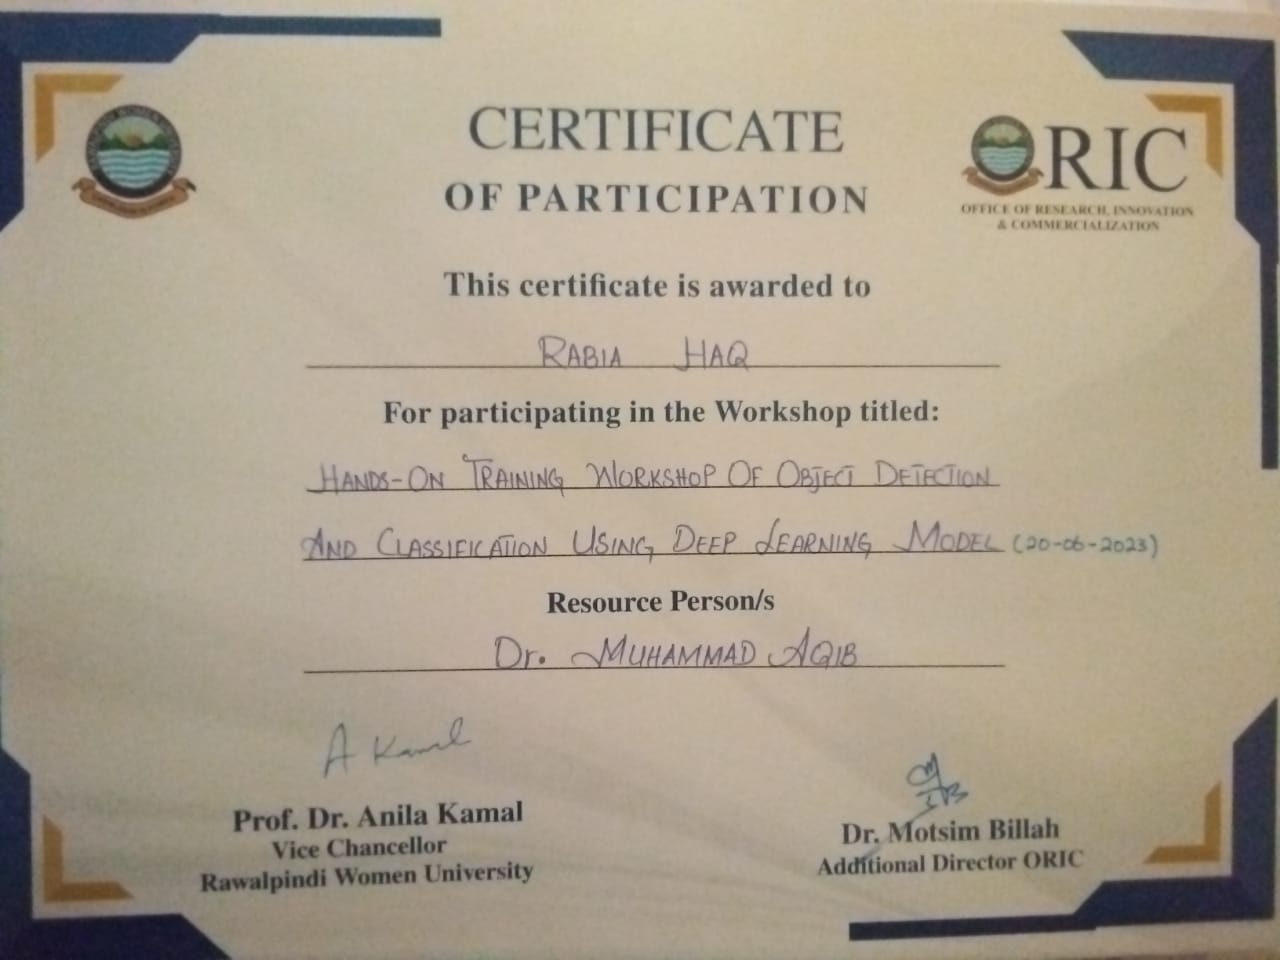 CERTIFICATE
OF PARTICIPATION
ORIC
OFFICE OF RESEARCH, INNOVATION
& COMMERCIALIZATION
This certificate is awarded to
RABIA HAQ
For participating in the Workshop titled:
HANDS-ON TRAINING WORKSHOP OF OBJECT DETECTION
AND CLASSIFICATION USING DEEP LEARNING MODEL (20-06-2023)
Resource Person/s
Dr. MUHAMMAD AQIB
A Kamal
Prof. Dr. Anila Kamal
Vice Chancellor
Rawalpindi Women University
Dr. Motsim Billah
Additional Director ORIC